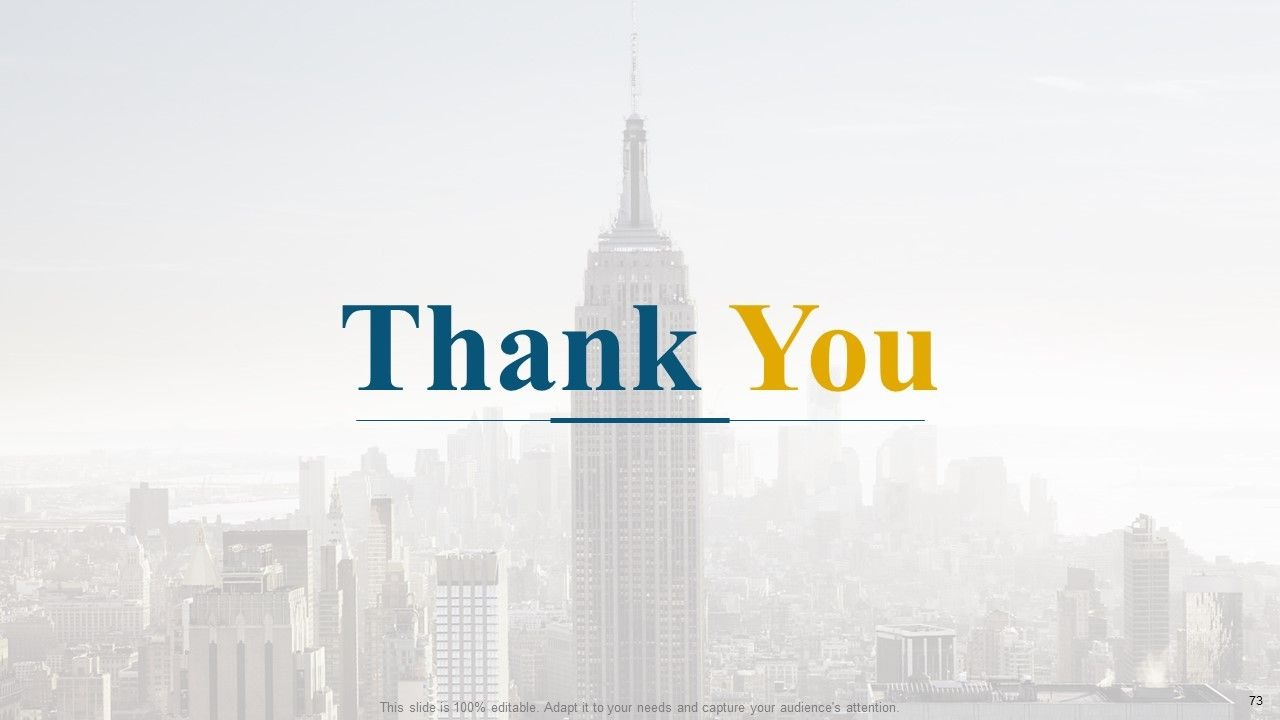 Thank You
This slide is 100% editable. Adapt it to your needs and capture your audience's attention.
73